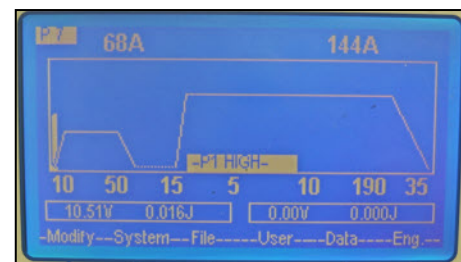 P 7 68A 144A
-P1 HIGH-
10 50 15 5 10 190 35
10.51V 0.016J 0.00V 0.000J
-Modify--System---File-----User----Data----Eng.--